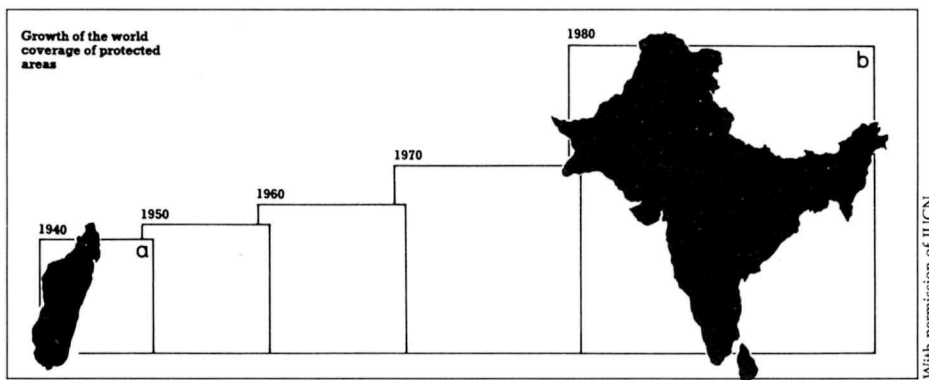 Growth of the world
coverage of protected
areas
1940
a
1950
1960
1970
1980
b
With permission of IUCN